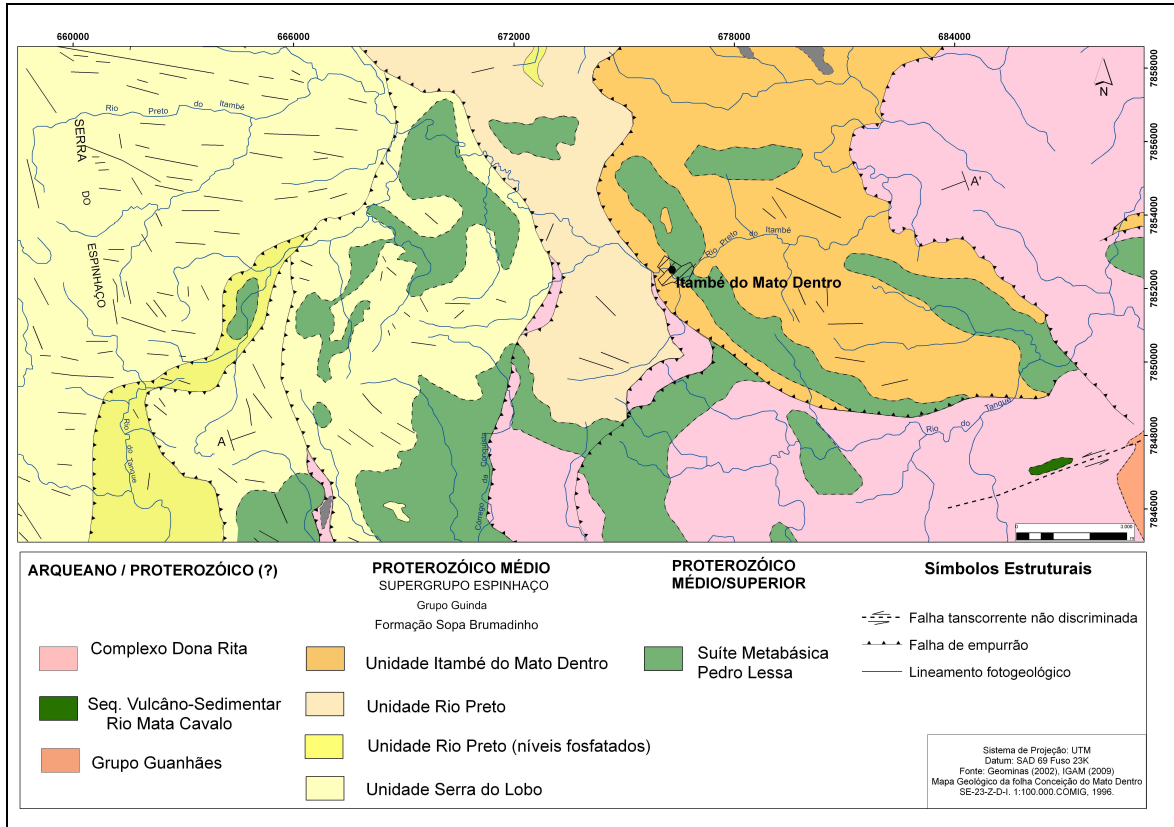 660000
666000
672000
678000
684000
7858000
7856000
7854000
7852000
7850000
7848000
7846000
N
Rio Preto do Itambé
SERRA DO ESPINHAÇO
A'
Rio Preto do Itambé
Itambé do Mato Dentro
Rio do Tanque
A
Rio do Tanque
Córrego da Conquista
0
3.000
m
ARQUEANO / PROTEROZÓICO (?)
Complexo Dona Rita
Seq. Vulcâno-Sedimentar
Rio Mata Cavalo
Grupo Guanhães
PROTEROZÓICO MÉDIO
SUPERGRUPO ESPINHAÇO
Grupo Guinda
Formação Sopa Brumadinho
Unidade Itambé do Mato Dentro
Unidade Rio Preto
Unidade Rio Preto (níveis fosfatados)
Unidade Serra do Lobo
PROTEROZÓICO
MÉDIO/SUPERIOR
Suíte Metabásica
Pedro Lessa
Símbolos Estruturais
Falha tanscorrente não discriminada
Falha de empurrão
Lineamento fotogeológico
Sistema de Projeção: UTM
Datum: SAD 69 Fuso 23K
Fonte: Geominas (2002), IGAM (2009)
Mapa Geológico da folha Conceição do Mato Dentro
SE-23-Z-D-I. 1:100.000.COMIG, 1996.